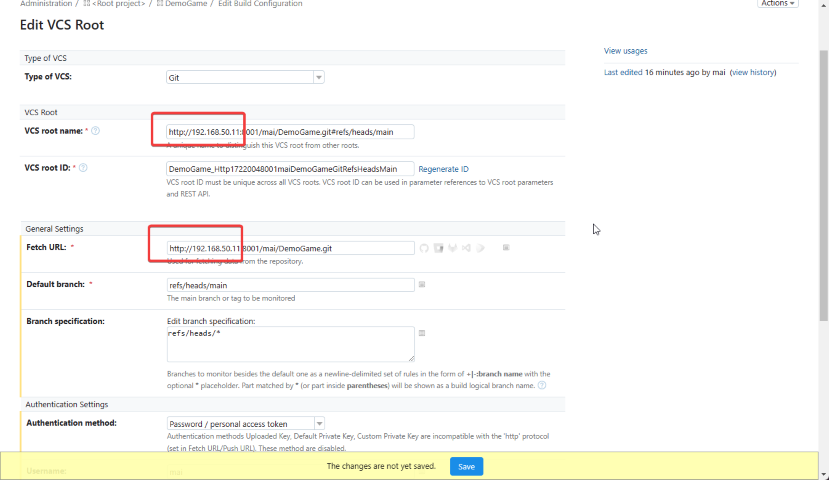 Administration / <Root project> / DemoGame / Edit Build Configuration
Actions
Edit VCS Root
View usages
Last edited 16 minutes ago by mai (view history)
Type of VCS
Type of VCS:
Git
VCS Root
VCS root name: *
http://192.168.50.11:8001/mai/DemoGame.git#refs/heads/main
A unique name to distinguish this VCS root from other roots.
VCS root ID: *
DemoGame_Http17220048001maiDemoGameGitRefsHeadsMain
Regenerate ID
VCS root ID must be unique across all VCS roots. VCS root ID can be used in parameter references to VCS root parameters
and REST API.
General Settings
Fetch URL: *
http://192.168.50.11:8001/mai/DemoGame.git
Used for fetching data from the repository.
Default branch: *
refs/heads/main
The main branch or tag to be monitored
Branch specification:
Edit branch specification:
refs/heads/*
Branches to monitor besides the default one as a newline-delimited set of rules in the form of +|-:branch name with the
optional * placeholder. Part matched by * (or part inside parentheses) will be shown as a build logical branch name.
Authentication Settings
Authentication method:
Password / personal access token
Authentication methods Uploaded Key, Default Private Key, Custom Private Key are incompatible with the 'http' protocol
(set in Fetch URL/Push URL). These method are disabled.
The changes are not yet saved.
Save
Username:
mai